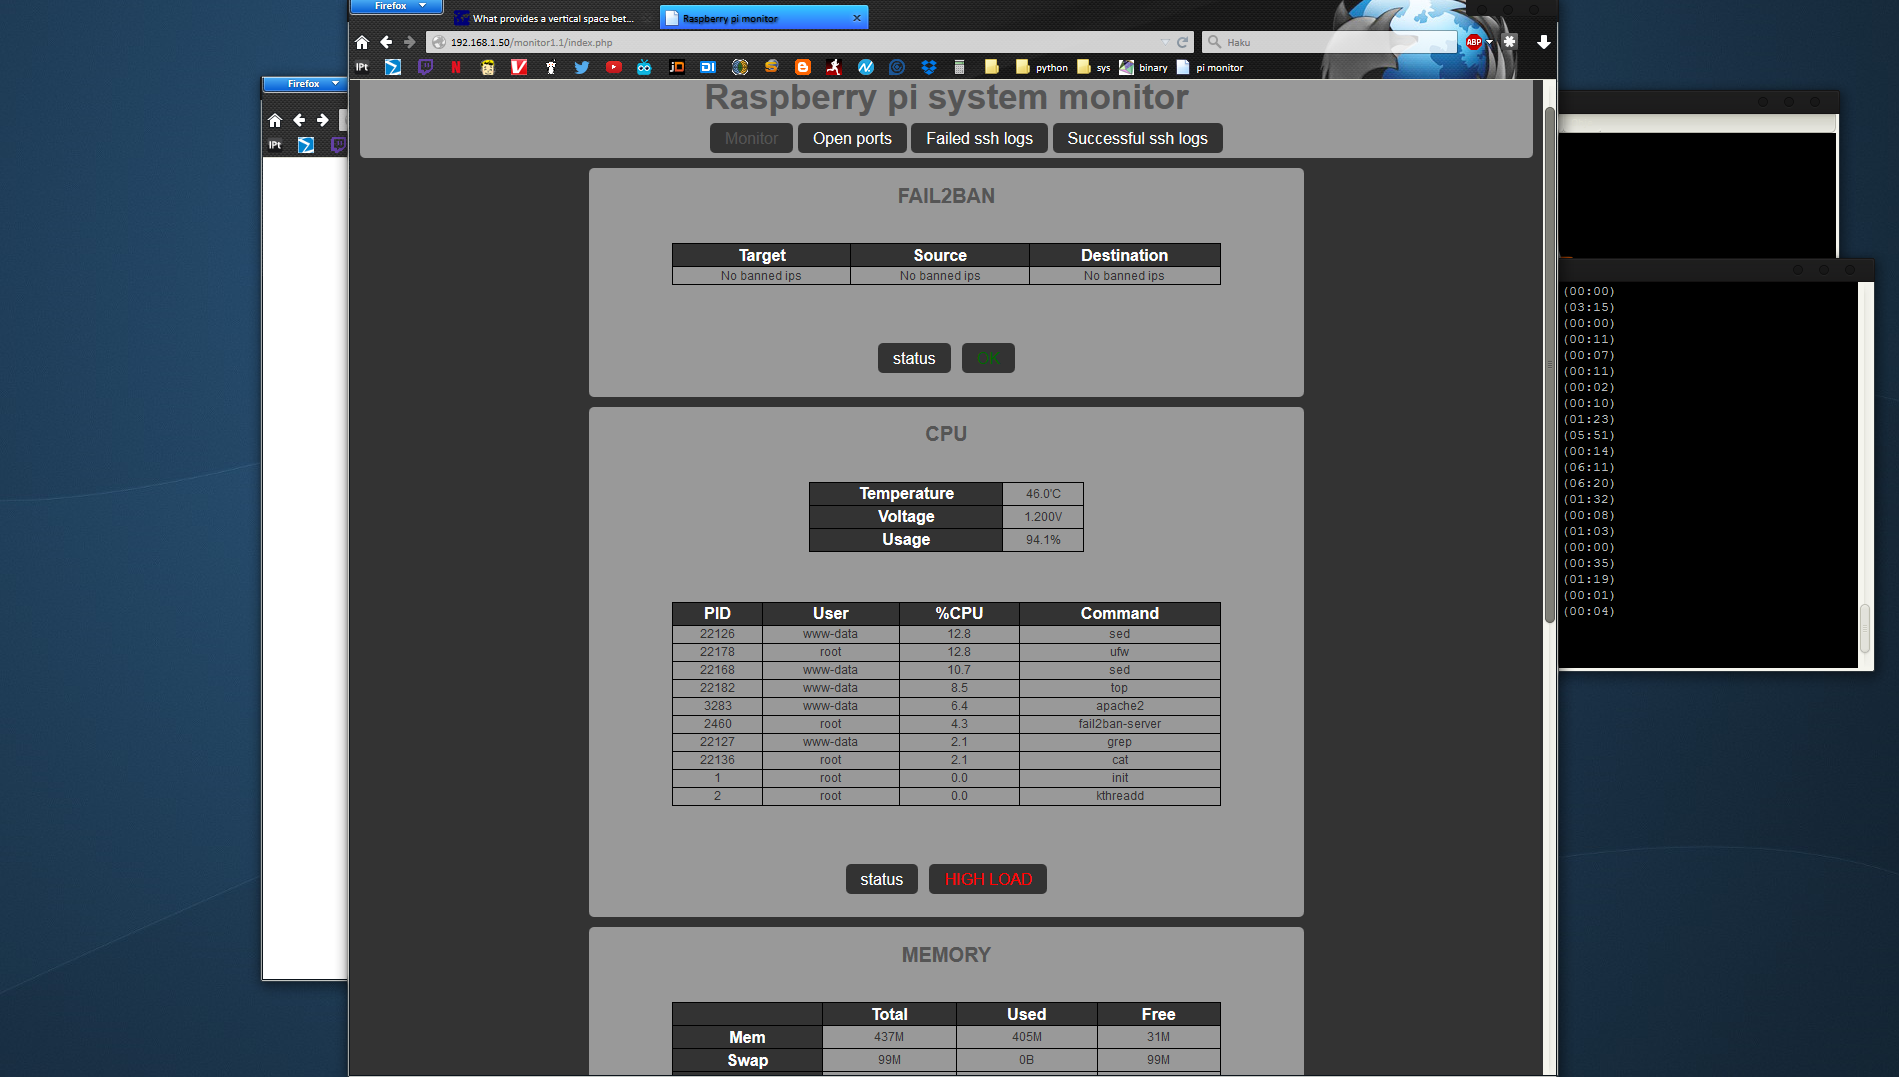 Firefox
What provides a vertical space bet...
Raspberry pi monitor
192.168.1.50/monitor1.1/index.php
Haku
ABP
IPt
python
sys
binary
pi monitor
Firefox
IPt
Raspberry pi system monitor
Monitor Open ports Failed ssh logs Successful ssh logs
FAIL2BAN
Target Source Destination
No banned ips No banned ips No banned ips
status OK
CPU
Temperature 46.0'C
Voltage 1.200V
Usage 94.1%
PID User %CPU Command
22126 www-data 12.8 sed
22178 root 12.8 ufw
22168 www-data 10.7 sed
22182 www-data 8.5 top
3283 www-data 6.4 apache2
2460 root 4.3 fail2ban-server
22127 www-data 2.1 grep
22136 root 2.1 cat
1 root 0.0 init
2 root 0.0 kthreadd
status HIGH LOAD
MEMORY
Total Used Free
Mem 437M 405M 31M
Swap 99M 0B 99M
(00:00)
(03:15)
(00:00)
(00:11)
(00:07)
(00:11)
(00:02)
(00:10)
(01:23)
(05:51)
(00:14)
(06:11)
(06:20)
(01:32)
(00:08)
(01:03)
(00:00)
(00:35)
(01:19)
(00:01)
(00:04)